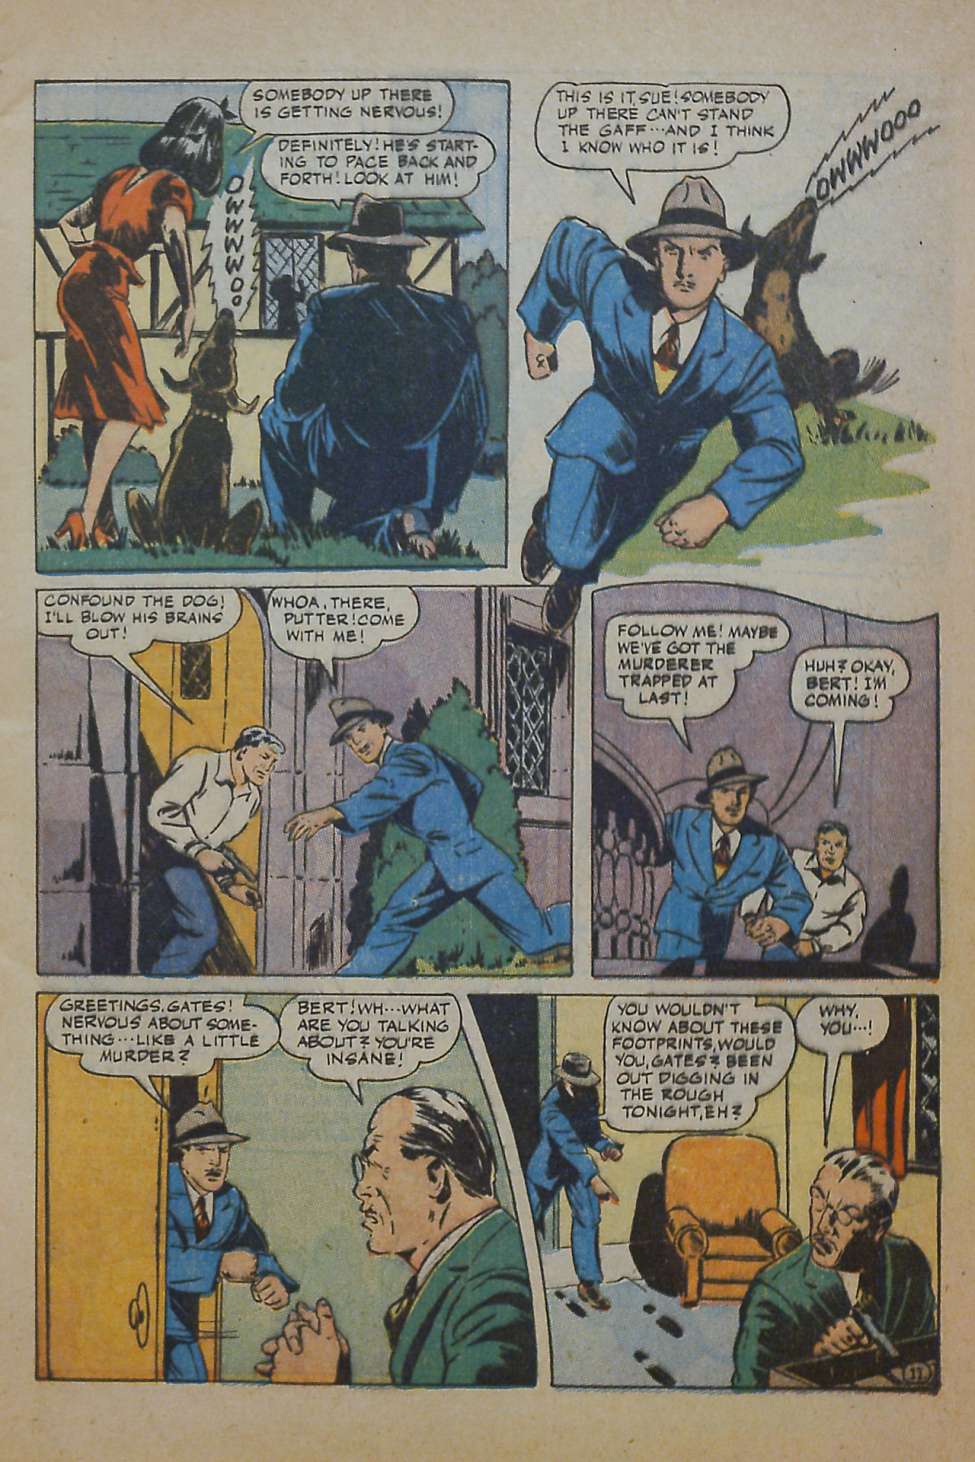 SOMEBODY UP THERE
IS GETTING NERVOUS!
DEFINITELY! HE'S START-
ING TO PACE BACK AND
FORTH! LOOK AT HIM!
OWWWWOO
THIS IS IT, SUE! SOMEBODY
UP THERE CAN'T STAND
THE GAFF...AND I THINK
I KNOW WHO IT IS!
OWWWOOO
CONFOUND THE DOG!
I'LL BLOW HIS BRAINS
OUT!
WHOA, THERE,
PUTTER! COME
WITH ME!
FOLLOW ME! MAYBE
WE'VE GOT THE
MURDERER
TRAPPED AT
LAST!
HUH? OKAY,
BERT! I'M
COMING!
GREETINGS, GATES!
NERVOUS ABOUT SOME-
THING...LIKE A LITTLE
MURDER?
BERT! WH...WHAT
ARE YOU TALKING
ABOUT? YOU'RE
INSANE!
YOU WOULDN'T
KNOW ABOUT THESE
FOOTPRINTS, WOULD
YOU, GATES? BEEN
OUT DIGGING IN
THE ROUGH
TONIGHT, EH?
WHY,
YOU...!
11